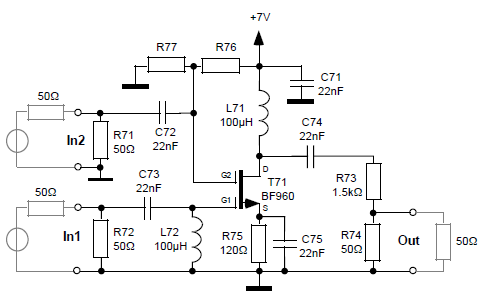 +7V
R77
R76
C71
22nF
50Ω
L71
100µH
In2
R71
50Ω
C72
22nF
C74
22nF
C73
22nF
G2
D
T71
BF960
R73
1.5kΩ
50Ω
G1
S
In1
R72
50Ω
L72
100µH
R75
120Ω
C75
22nF
R74
50Ω
Out
50Ω